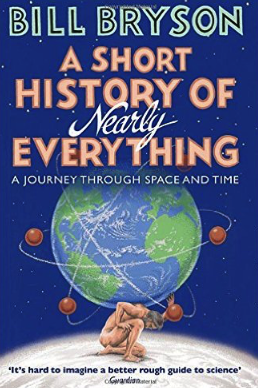 BILL BRYSON
A SHORT
HISTORY OF
Nearly
EVERYTHING
A JOURNEY THROUGH SPACE AND TIME
‘It’s hard to imagine a better rough guide to science’
Guardian